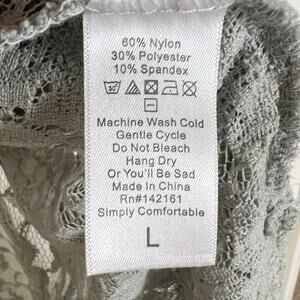 60% Nylon
30% Polyester
10% Spandex
Machine Wash Cold
Gentle Cycle
Do Not Bleach
Hang Dry
Or You'll Be Sad
Made In China
Rn#142161
Simply Comfortable
L